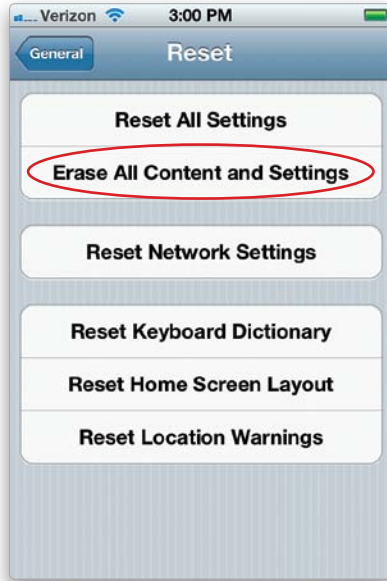 Verizon 3:00 PM
General Reset
Reset All Settings
Erase All Content and Settings
Reset Network Settings
Reset Keyboard Dictionary
Reset Home Screen Layout
Reset Location Warnings